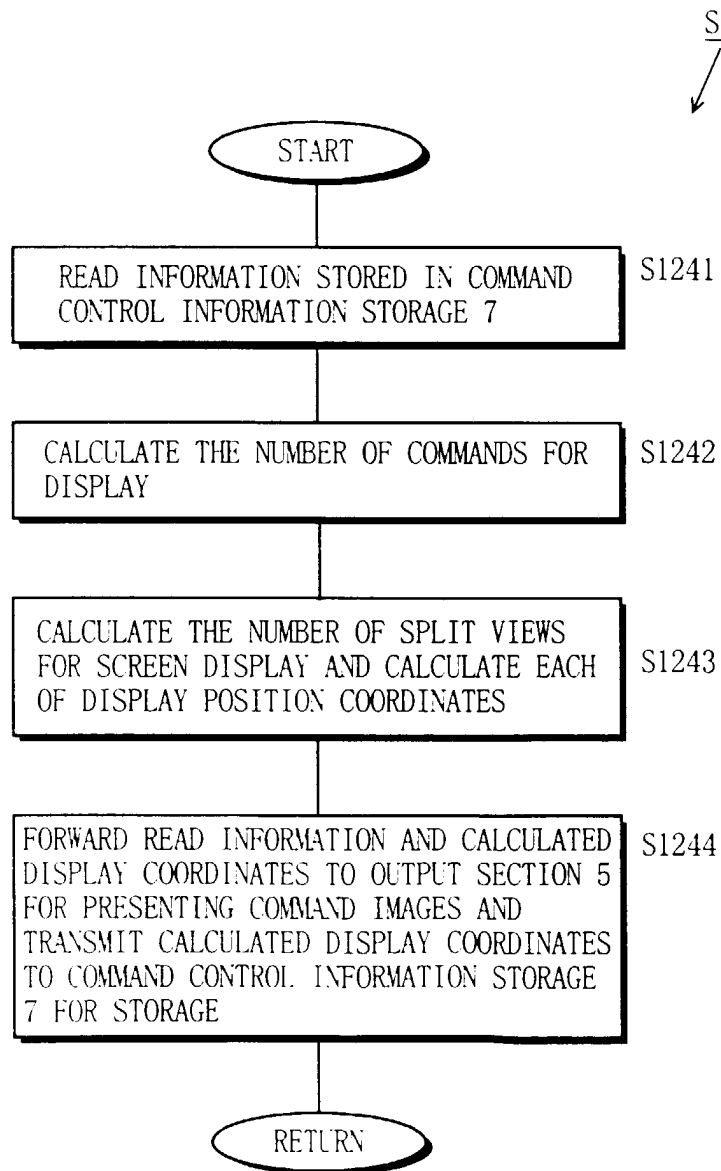 S
START
READ INFORMATION STORED IN COMMAND
CONTROL INFORMATION STORAGE 7
S1241
CALCULATE THE NUMBER OF COMMANDS FOR
DISPLAY
S1242
CALCULATE THE NUMBER OF SPLIT VIEWS
FOR SCREEN DISPLAY AND CALCULATE EACH
OF DISPLAY POSITION COORDINATES
S1243
FORWARD READ INFORMATION AND CALCULATED
DISPLAY COORDINATES TO OUTPUT SECTION 5
FOR PRESENTING COMMAND IMAGES AND
TRANSMIT CALCULATED DISPLAY COORDINATES
TO COMMAND CONTROL INFORMATION STORAGE
7 FOR STORAGE
S1244
RETURN